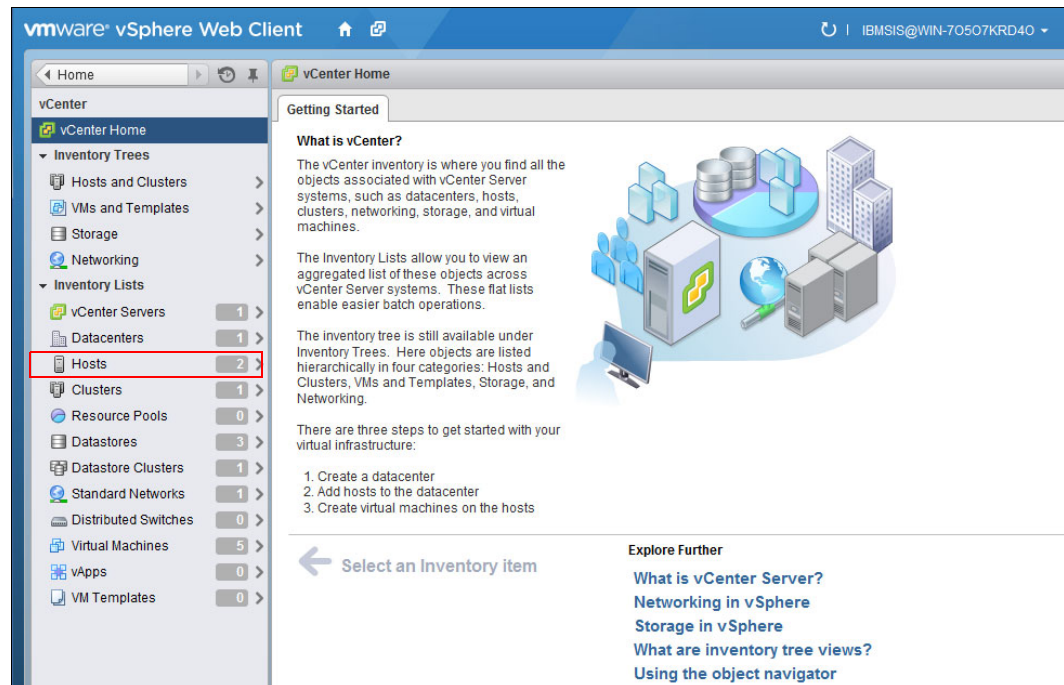 vmware® vSphere Web Client
IBMSIS@WIN-7O5O7KRD4O
Home
vCenter
vCenter Home
Inventory Trees
Hosts and Clusters
VMs and Templates
Storage
Networking
Inventory Lists
vCenter Servers 1
Datacenters 1
Hosts 2
Clusters 1
Resource Pools 0
Datastores 3
Datastore Clusters 1
Standard Networks 1
Distributed Switches 0
Virtual Machines 5
vApps 0
VM Templates 0
vCenter Home
Getting Started
What is vCenter?
The vCenter inventory is where you find all the
objects associated with vCenter Server
systems, such as datacenters, hosts,
clusters, networking, storage, and virtual
machines.
The Inventory Lists allow you to view an
aggregated list of these objects across
vCenter Server systems. These flat lists
enable easier batch operations.
The inventory tree is still available under
Inventory Trees. Here objects are listed
hierarchically in four categories: Hosts and
Clusters, VMs and Templates, Storage, and
Networking.
There are three steps to get started with your
virtual infrastructure:
1. Create a datacenter
2. Add hosts to the datacenter
3. Create virtual machines on the hosts
Select an Inventory item
Explore Further
What is vCenter Server?
Networking in vSphere
Storage in vSphere
What are inventory tree views?
Using the object navigator